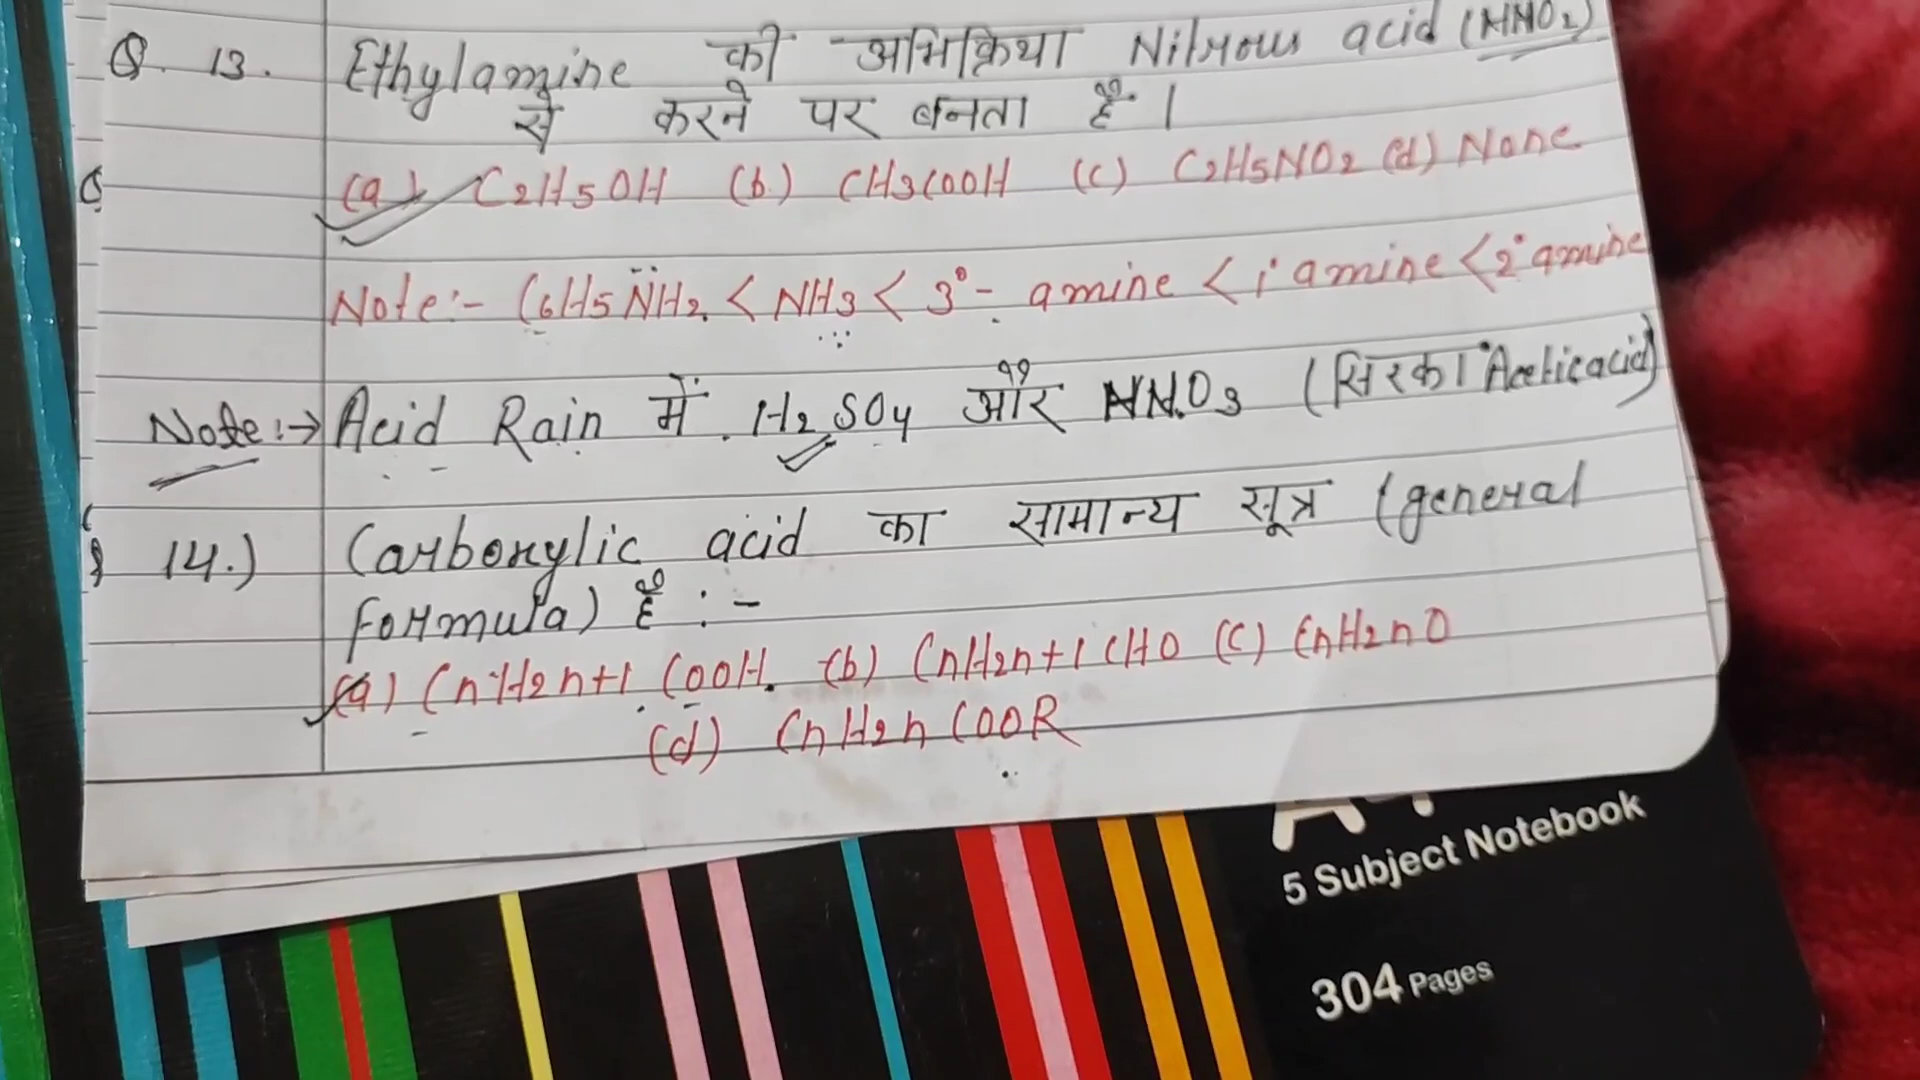 Q. 13. Ethylamine की अभिक्रिया Nitrous acid (HNO2)
से करने पर बनता है ।
(a) C2H5OH (b.) CH3COOH (c) C2H5NO2 (d) None
Note:- C6H5NH2 < NH3 < 3°- amine < 1° amine < 2° amine
Note:→ Acid Rain में H2SO4 और HNO3 (सिरका Acetic acid)
14.) Carboxylic acid का सामान्य सूत्र (general
formula) है :-
(a) CnH2n+1 COOH. (b) CnH2n+1 CHO (c) CnH2nO
(d) CnH2n COOR
5 Subject Notebook
304 Pages